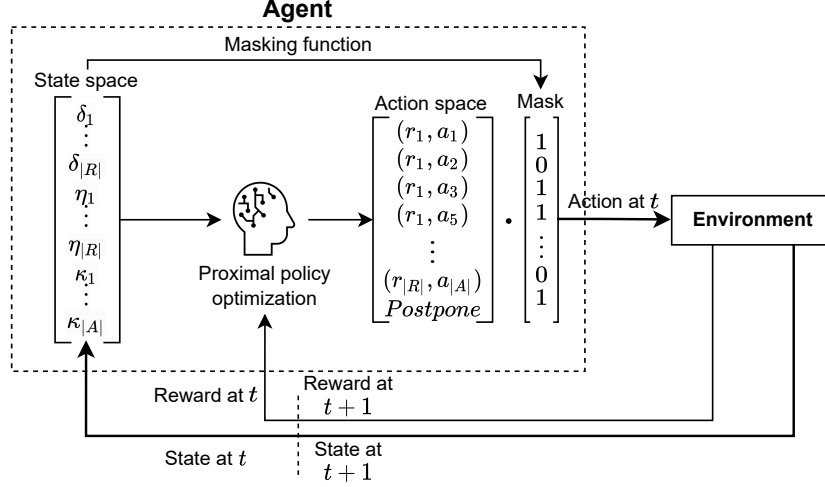 Agent
Masking function
State space
δ₁
⋮
δ|R|
η₁
⋮
η|R|
κ₁
⋮
κ|A|
Proximal policy
optimization
Action space
(r₁, a₁)
(r₁, a₂)
(r₁, a₃)
(r₁, a₅)
⋮
(r|R|, a|A|)
Postpone
·
Mask
1
0
1
1
⋮
0
1
Action at t
Environment
Reward at t
Reward at
t + 1
State at t
State at
t + 1